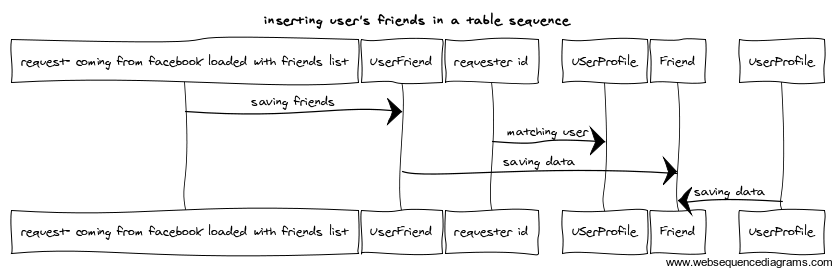 inserting user's friends in a table sequence
request coming from facebook loaded with friends list
UserFriend
requester id
USerProfile
Friend
UserProfile
saving friends
matching user
saving data
saving data
request coming from facebook loaded with friends list
UserFriend
requester id
USerProfile
Friend
UserProfile
www.websequencediagrams.com